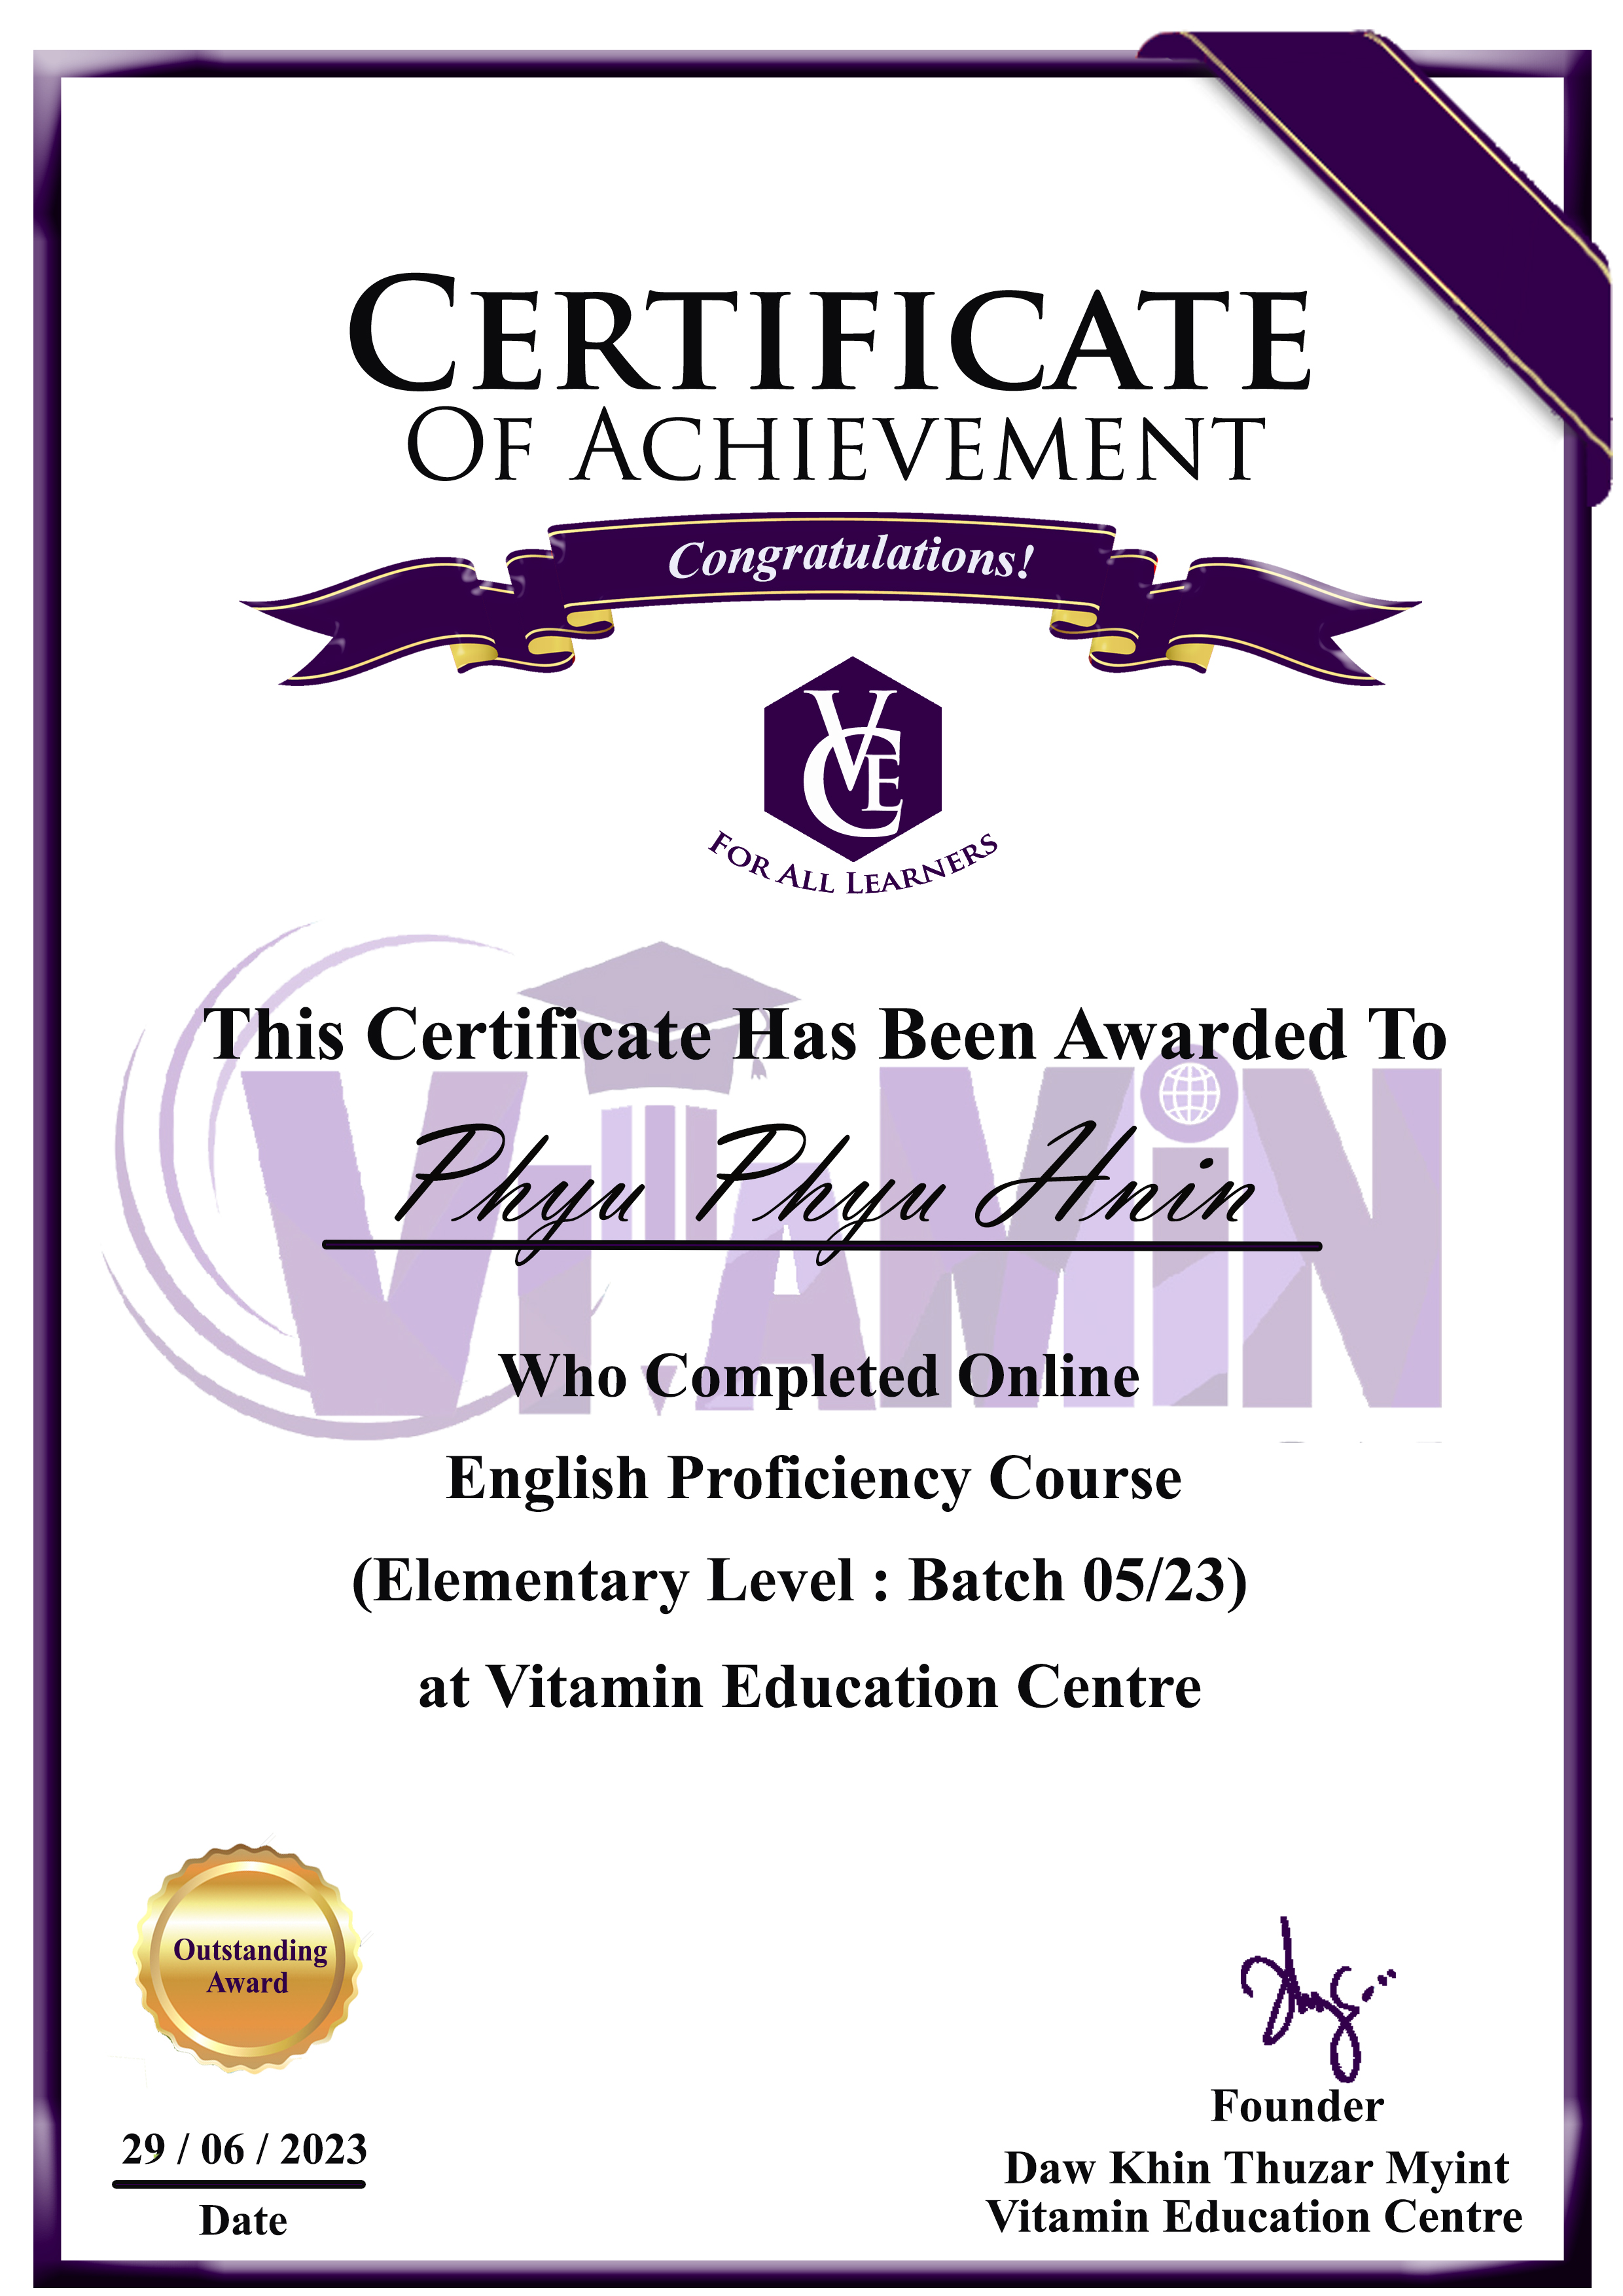 CERTIFICATE
OF ACHIEVEMENT
Congratulations!
VCE
FOR ALL LEARNERS
This Certificate Has Been Awarded To
VITAMIN
Phyu Phyu Hnin
Who Completed Online
English Proficiency Course
(Elementary Level : Batch 05/23)
at Vitamin Education Centre
Outstanding
Award
29 / 06 / 2023
Date
Founder
Daw Khin Thuzar Myint
Vitamin Education Centre